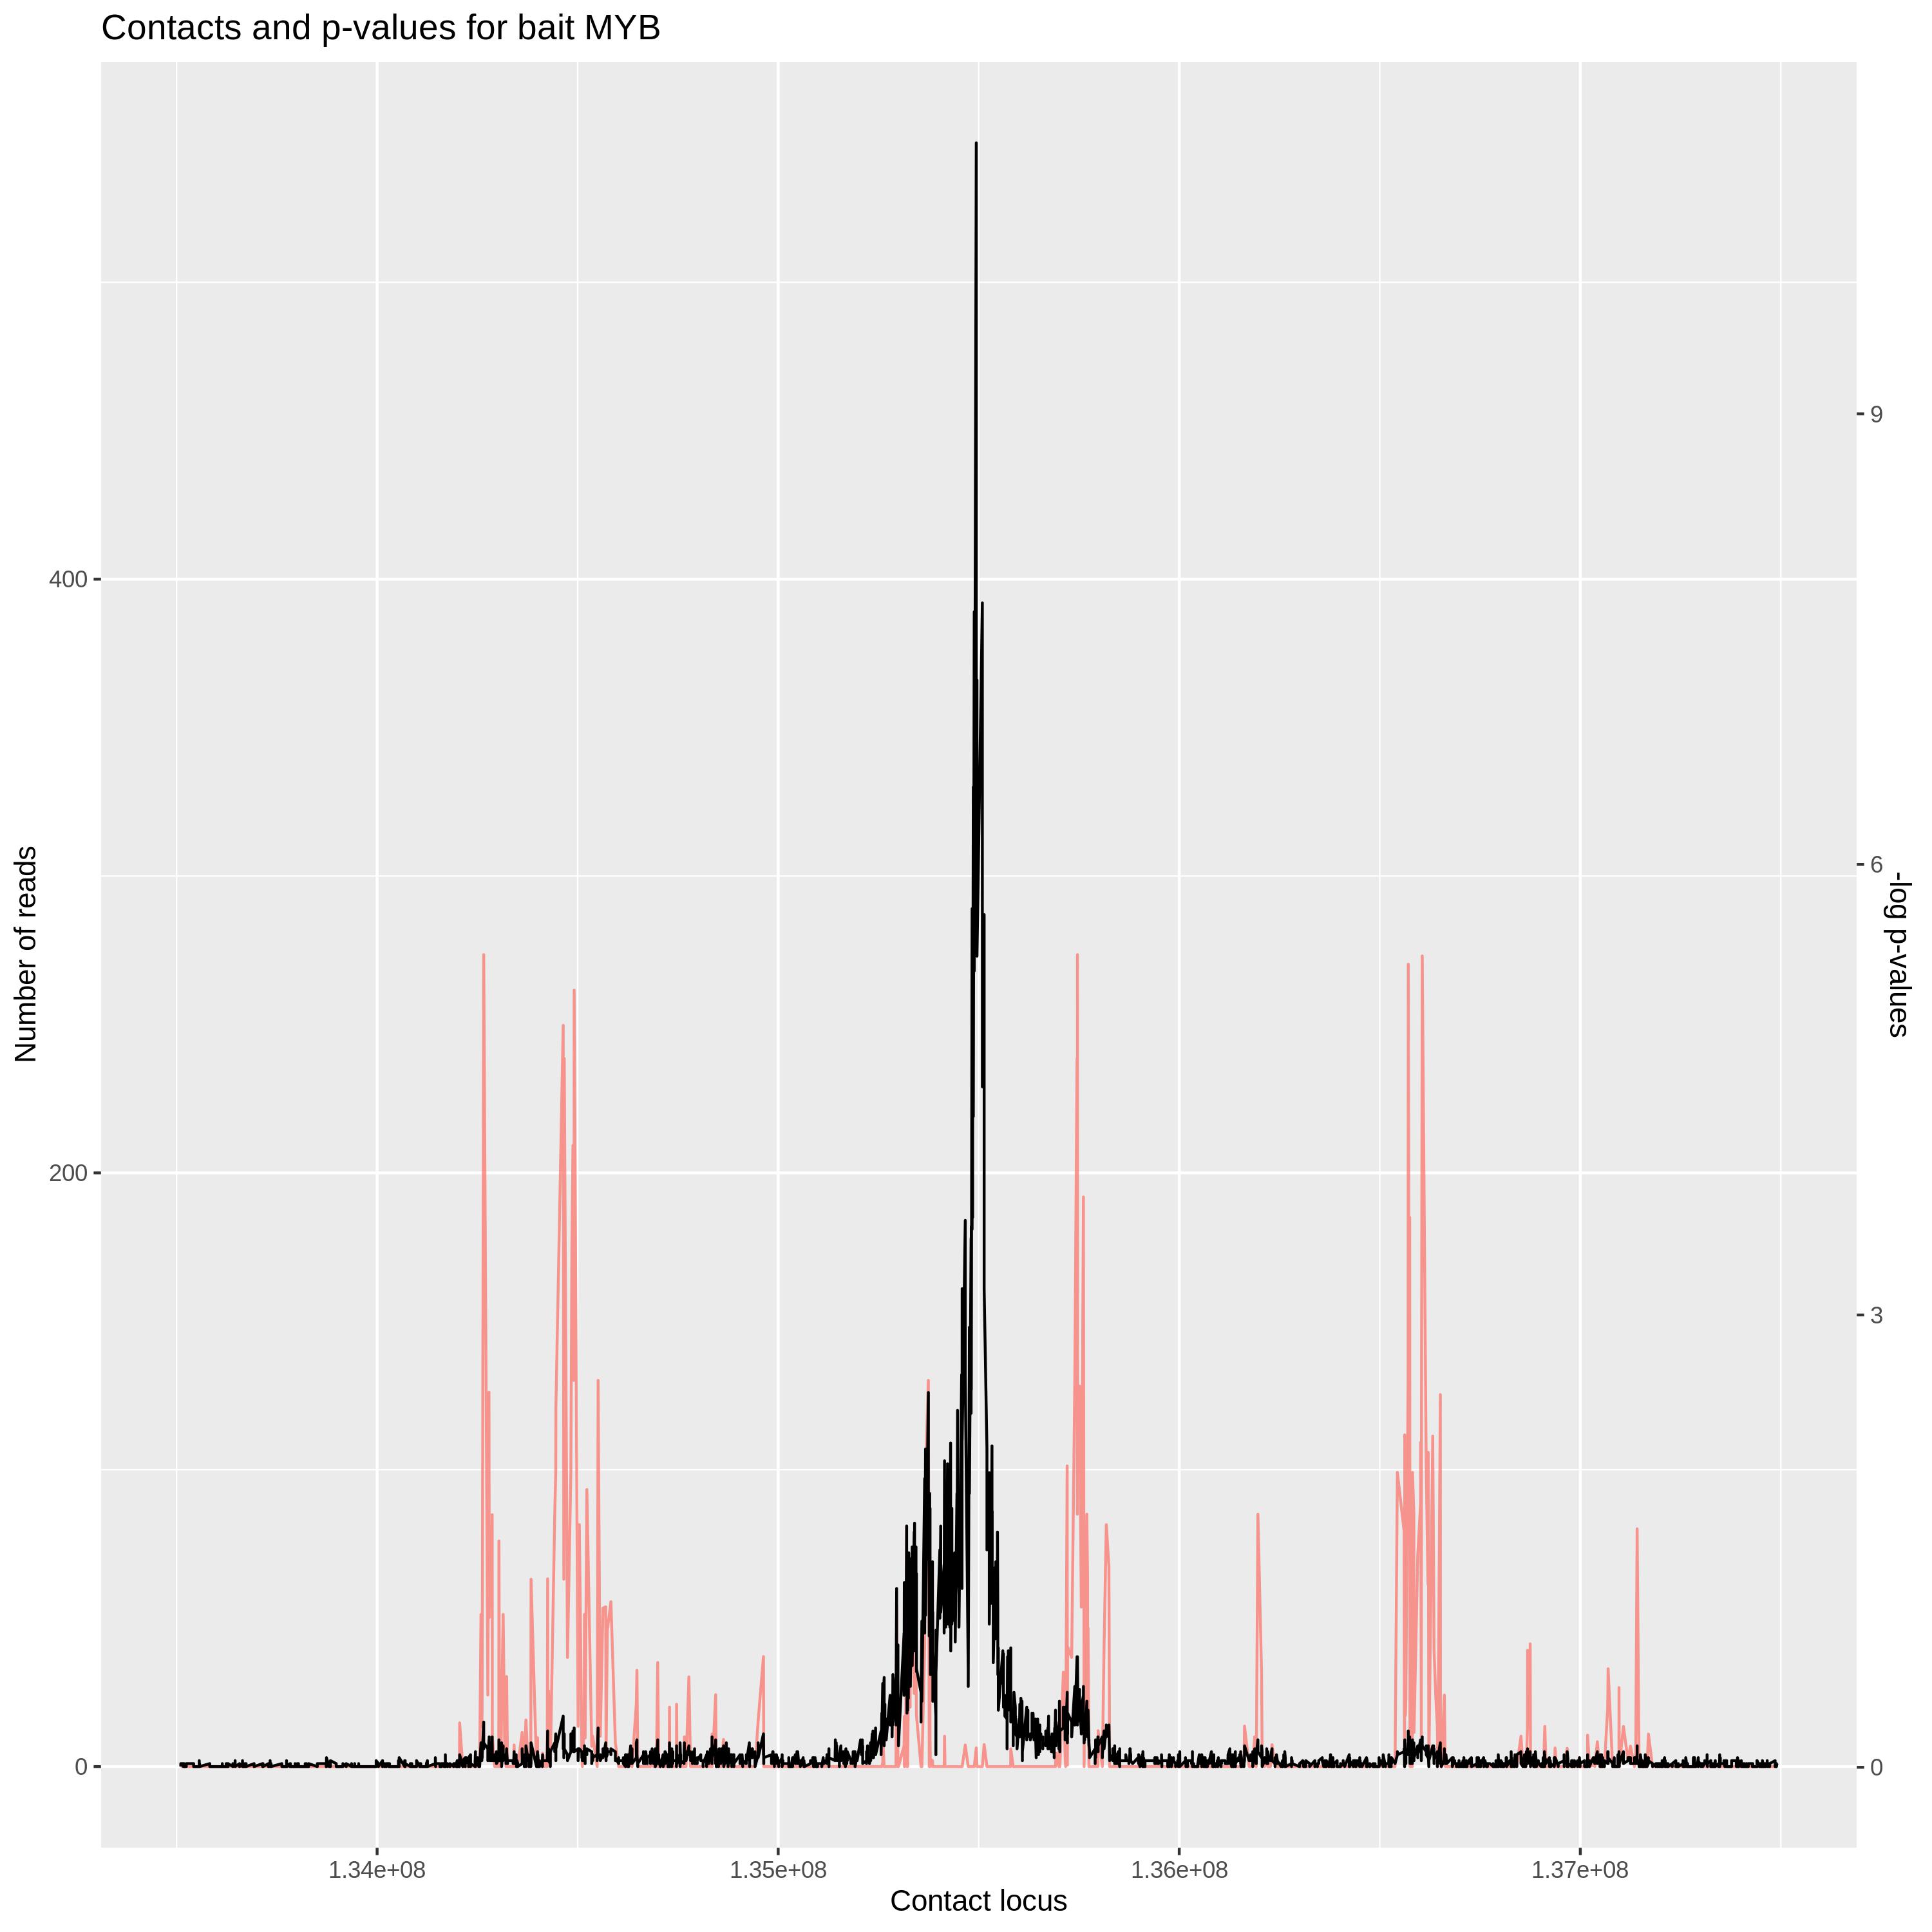 Contacts and p-values for bait MYB
Number of reads
400
200
0
9
6
3
0
-log p-values
1.34e+08
1.35e+08
1.36e+08
1.37e+08
Contact locus